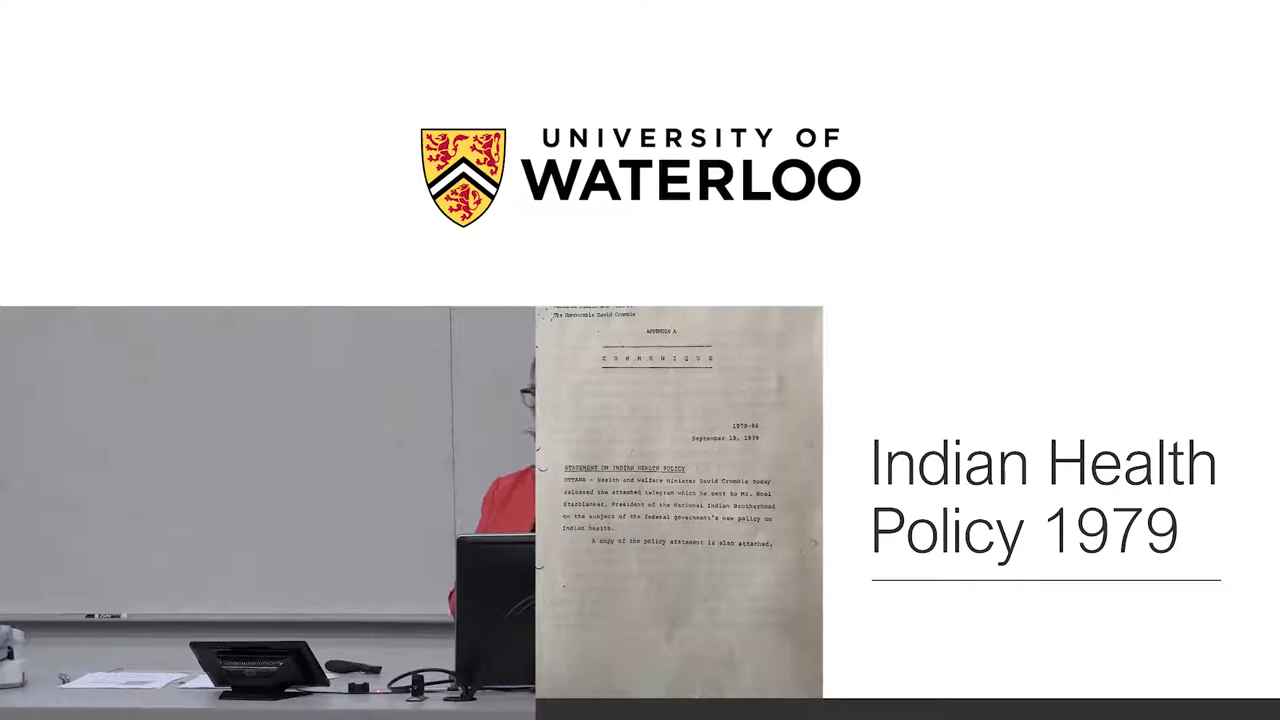 UNIVERSITY OF
WATERLOO
The Honourable David Crombie
APPENDIX A
COMMUNIQUE
1979-88
September 19, 1979
STATEMENT ON INDIAN HEALTH POLICY
OTTAWA - Health and Welfare Minister David Crombie today
released the attached telegram which he sent to Mr. Noel
Starblanket, President of the National Indian Brotherhood
on the subject of the federal government's new policy on
Indian health.
A copy of the policy statement is also attached.
Indian Health
Policy 1979